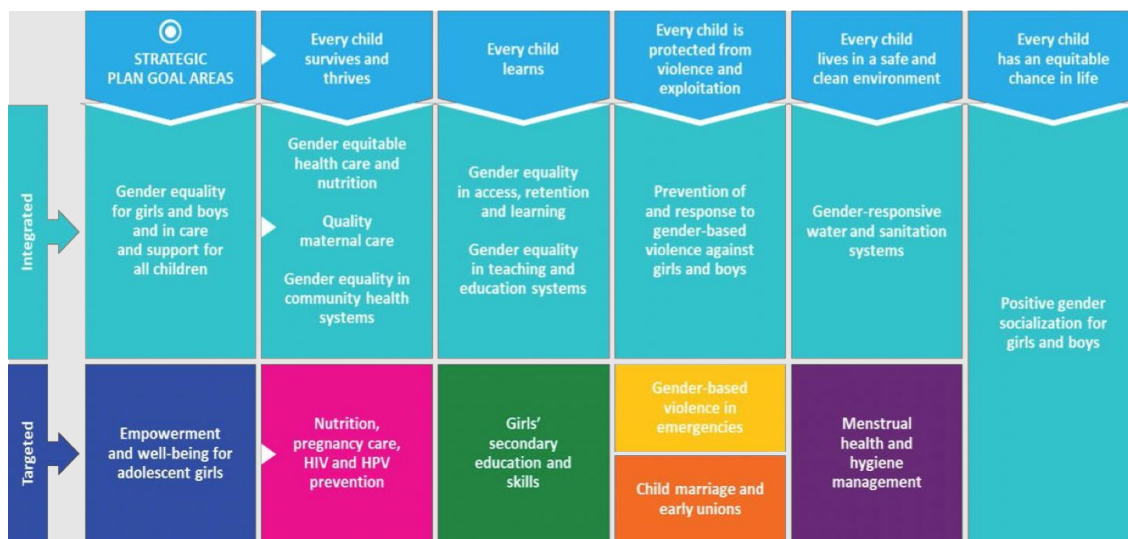 STRATEGIC
PLAN GOAL AREAS
Every child
survives and
thrives
Every child
learns
Every child is
protected from
violence and
exploitation
Every child
lives in a safe and
clean environment
Every child
has an equitable
chance in life
Integrated
Gender equality
for girls and boys
and in care
and support for
all children
Gender equitable
health care and
nutrition
Quality
maternal care
Gender equality in
community health
systems
Gender equality
in access, retention
and learning
Gender equality
in teaching and
education systems
Prevention of
and response to
gender-based
violence against
girls and boys
Gender-responsive
water and sanitation
systems
Positive gender
socialization for
girls and boys
Targeted
Empowerment
and well-being for
adolescent girls
Nutrition,
pregnancy care,
HIV and HPV
prevention
Girls'
secondary
education and
skills
Gender-based
violence in
emergencies
Child marriage and
early unions
Menstrual
health and
hygiene
management